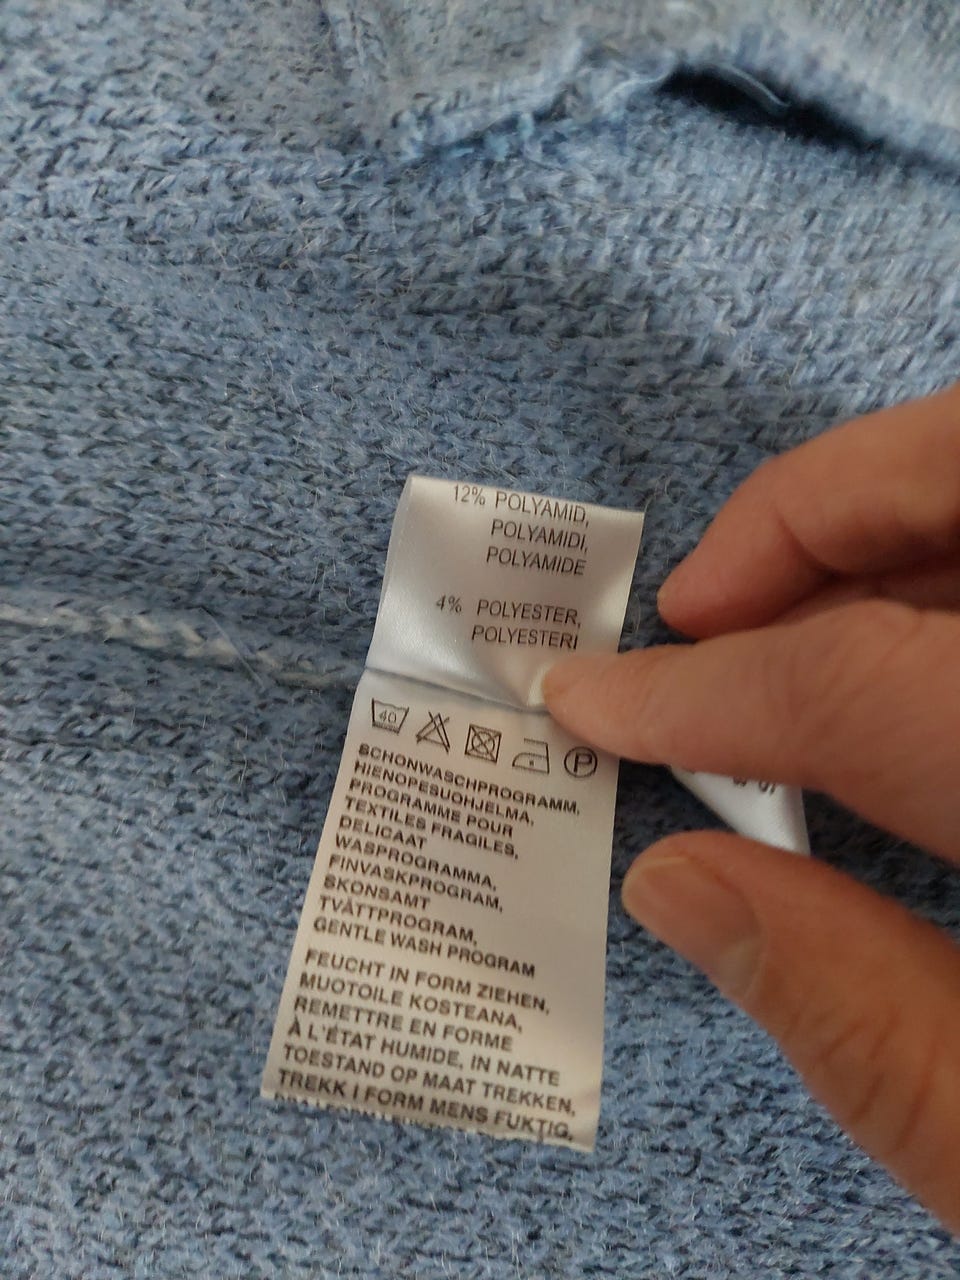 12% POLYAMID,
POLYAMIDI,
POLYAMIDE
4% POLYESTER,
POLYESTERI
40
P
SCHONWASCHPROGRAMM,
HIENOPESUOHJELMA,
PROGRAMME POUR
TEXTILES FRAGILES,
DELICAAT
WASPROGRAMMA,
FINVASKPROGRAM,
SKONSAMT
TVÄTTPROGRAM,
GENTLE WASH PROGRAM
FEUCHT IN FORM ZIEHEN,
MUOTOILE KOSTEANA,
REMETTRE EN FORME
À L'ÉTAT HUMIDE, IN NATTE
TOESTAND OP MAAT TREKKEN,
TREKK I FORM MENS FUKTIG,